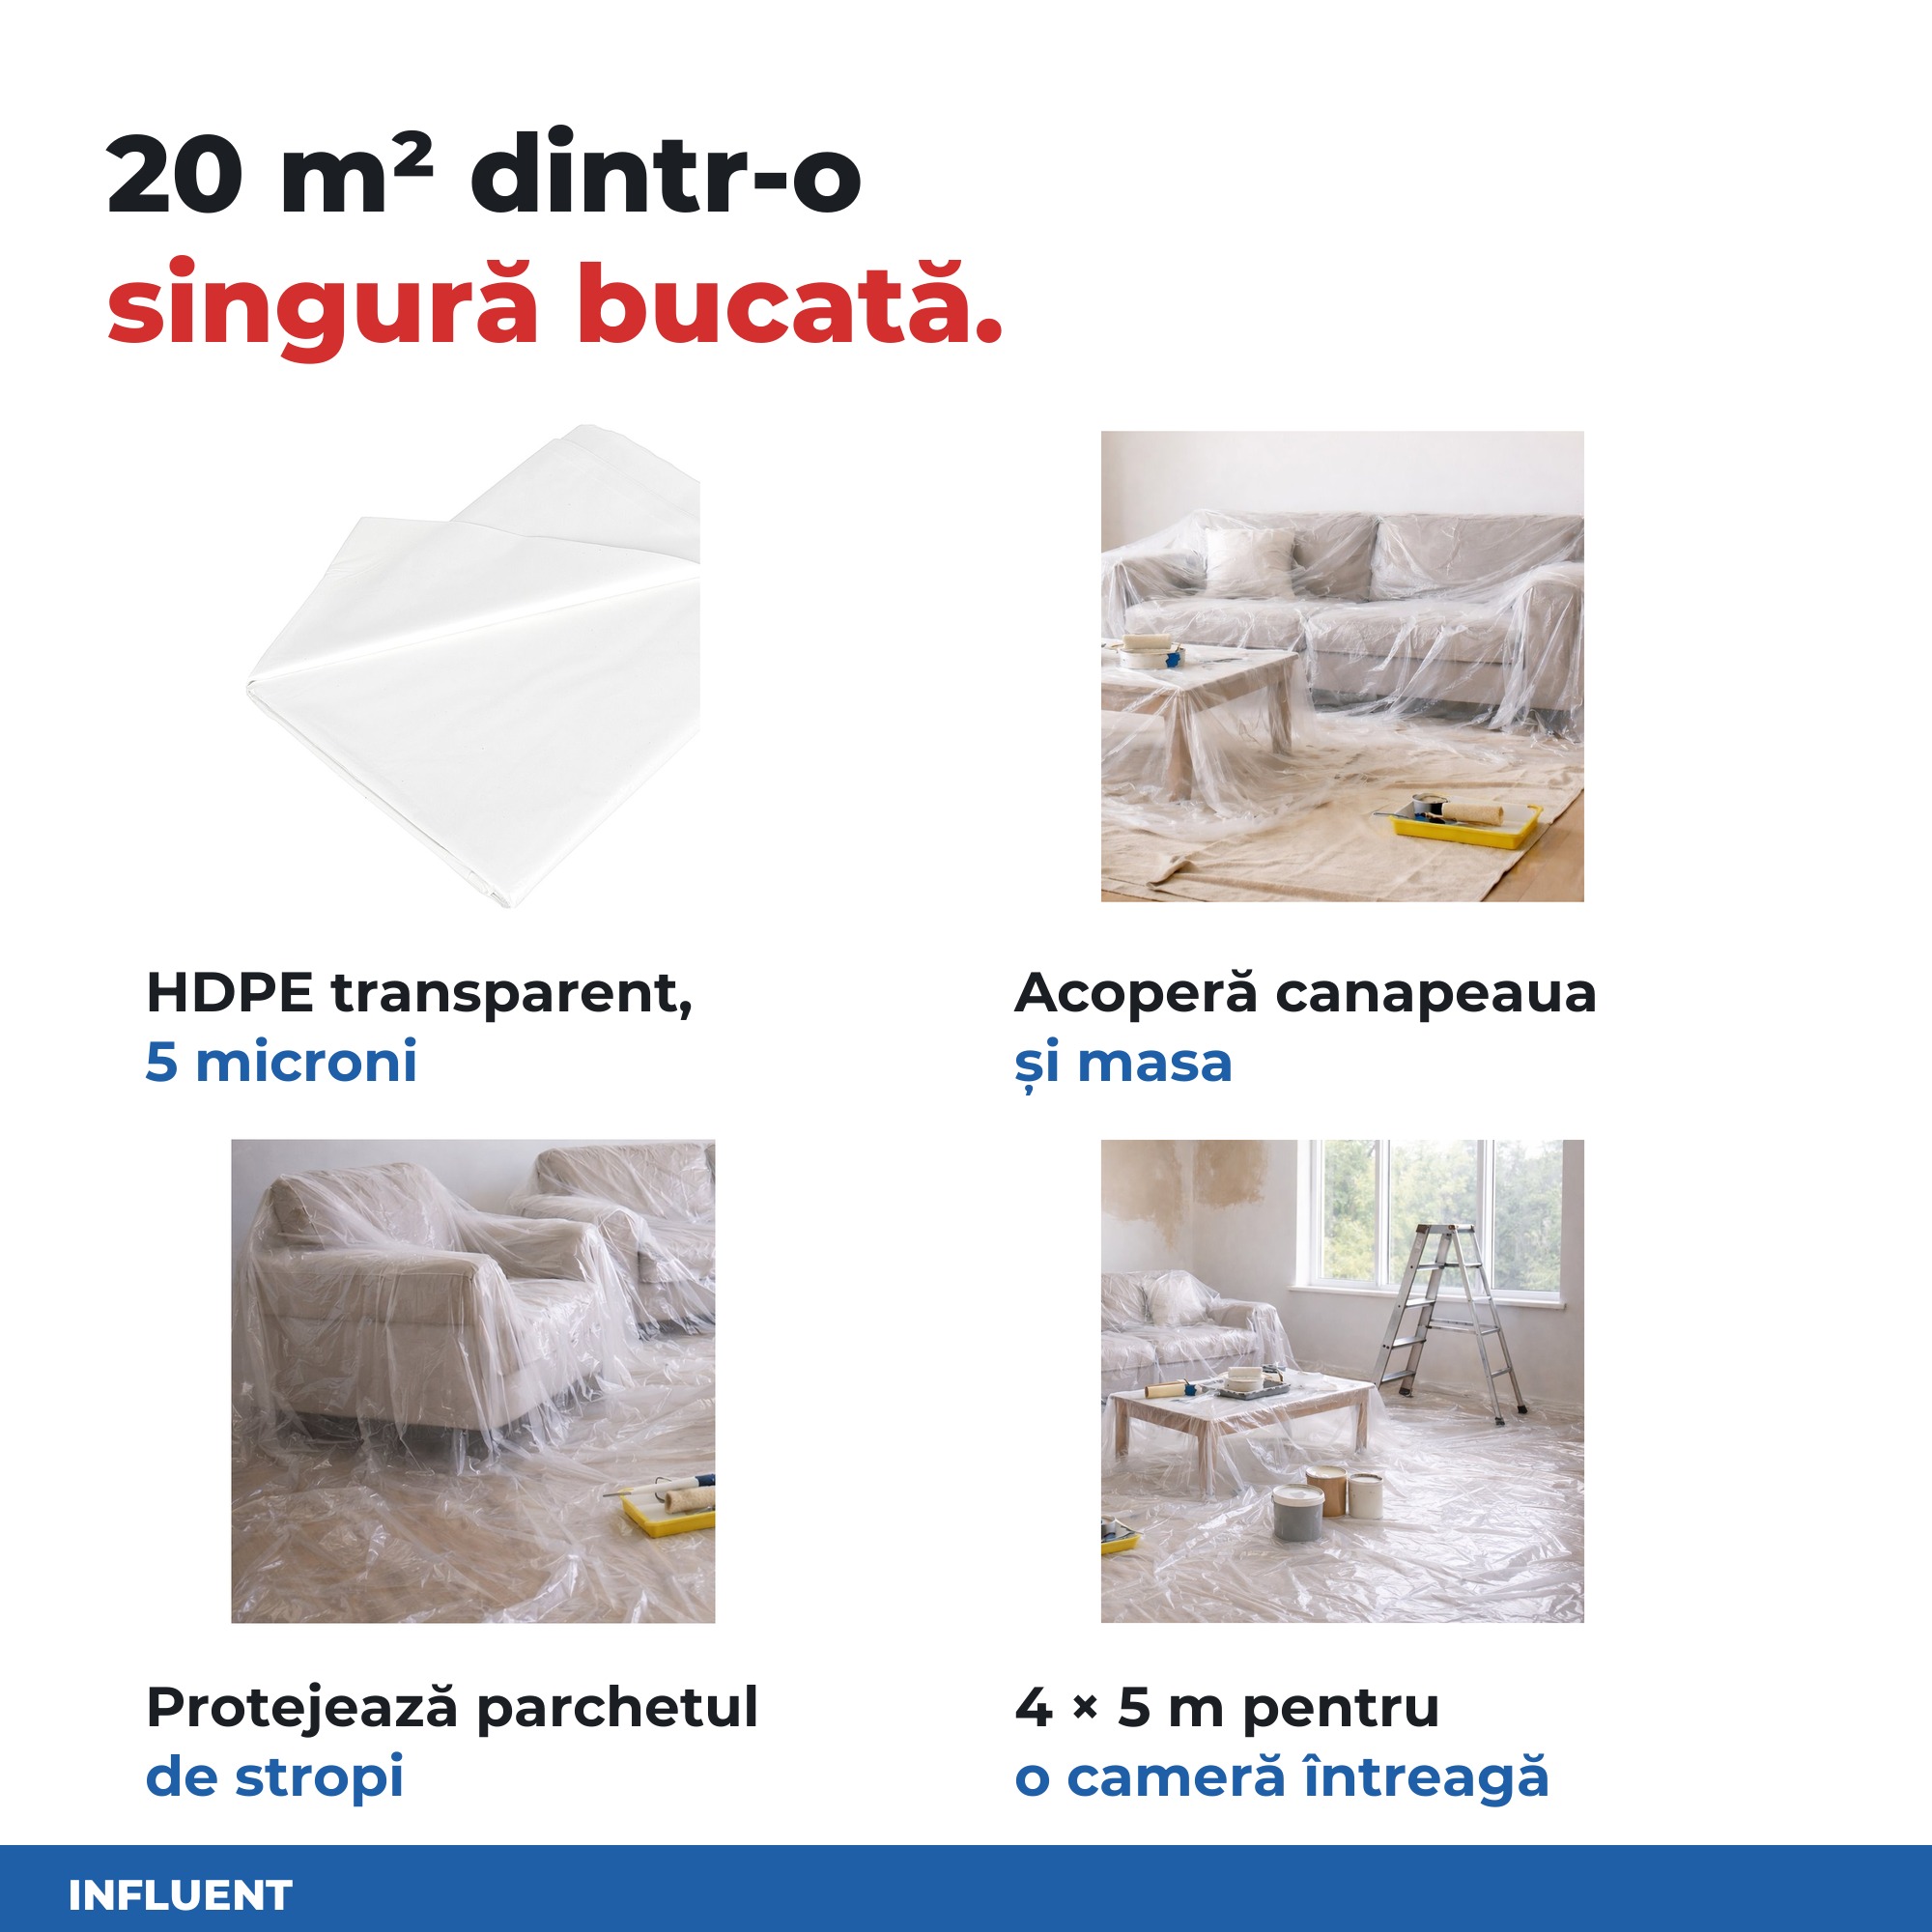 20 m² dintr-o
singură bucată.
HDPE transparent,
5 microni
Acoperă canapeaua
și masa
Protejează parchetul
de stropi
4 × 5 m pentru
o cameră întreagă
INFLUENT